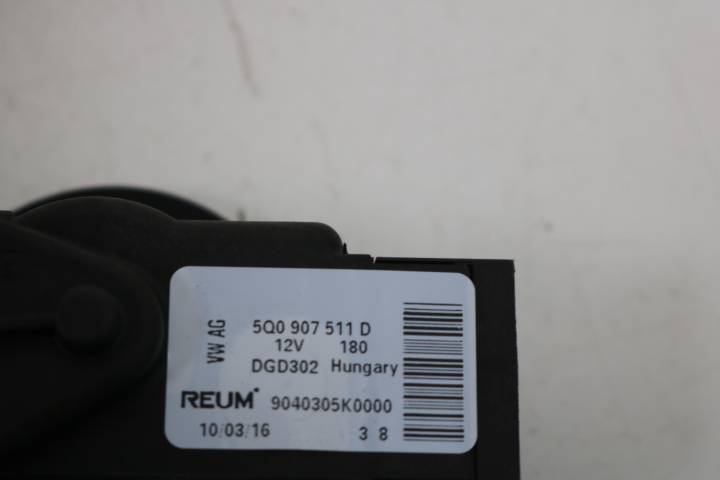 VW AG
5Q0 907 511 D
12V 180
DGD302 Hungary
REUM 9040305K0000
10/03/16 3 8